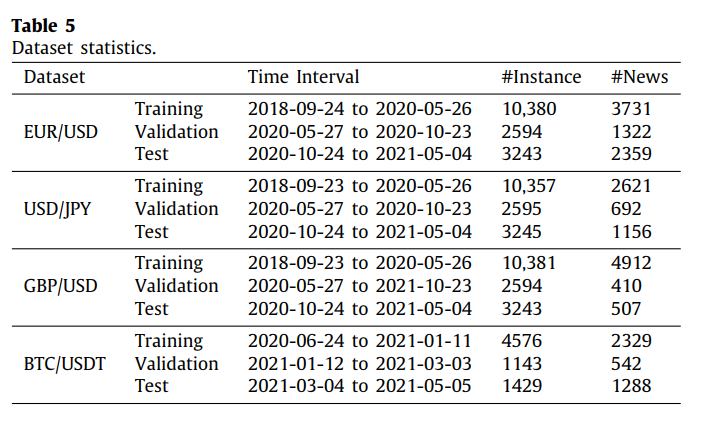 Table 5
Dataset statistics.
Dataset Time Interval #Instance #News
Training 2018-09-24 to 2020-05-26 10,380 3731
EUR/USD Validation 2020-05-27 to 2020-10-23 2594 1322
Test 2020-10-24 to 2021-05-04 3243 2359
Training 2018-09-23 to 2020-05-26 10,357 2621
USD/JPY Validation 2020-05-27 to 2020-10-23 2595 692
Test 2020-10-24 to 2021-05-04 3245 1156
Training 2018-09-23 to 2020-05-26 10,381 4912
GBP/USD Validation 2020-05-27 to 2021-10-23 2594 410
Test 2020-10-24 to 2021-05-04 3243 507
Training 2020-06-24 to 2021-01-11 4576 2329
BTC/USDT Validation 2021-01-12 to 2021-03-03 1143 542
Test 2021-03-04 to 2021-05-05 1429 1288